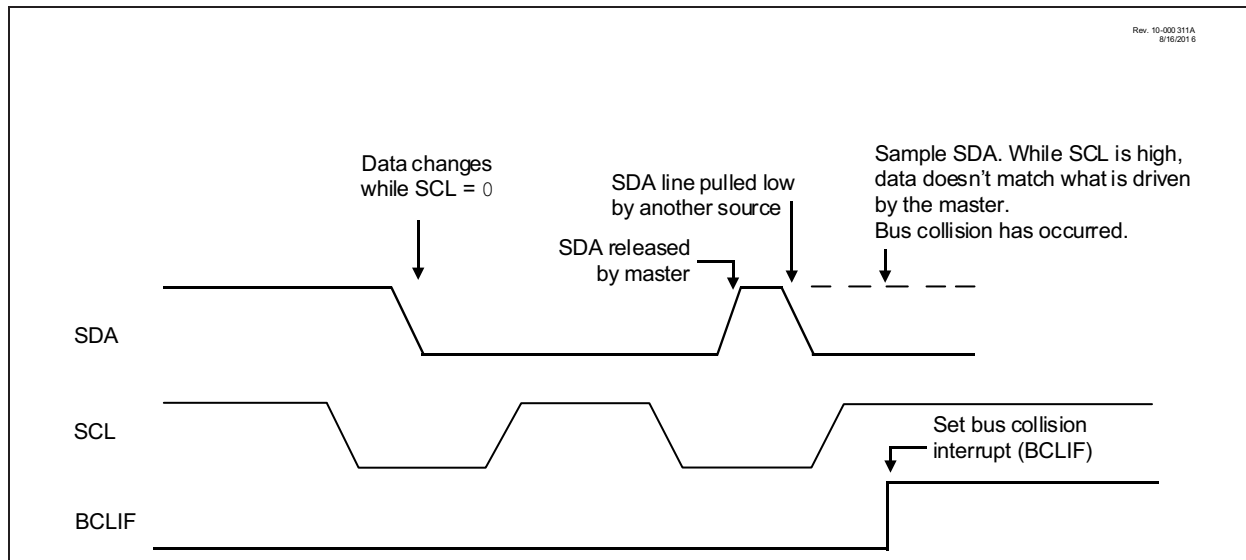 Rev. 10-000 311A
8/16/201 6
Data changes
while SCL = 0
SDA line pulled low
by another source
SDA released
by master
Sample SDA. While SCL is high,
data doesn't match what is driven
by the master.
Bus collision has occurred.
SDA
SCL
Set bus collision
interrupt (BCLIF)
BCLIF